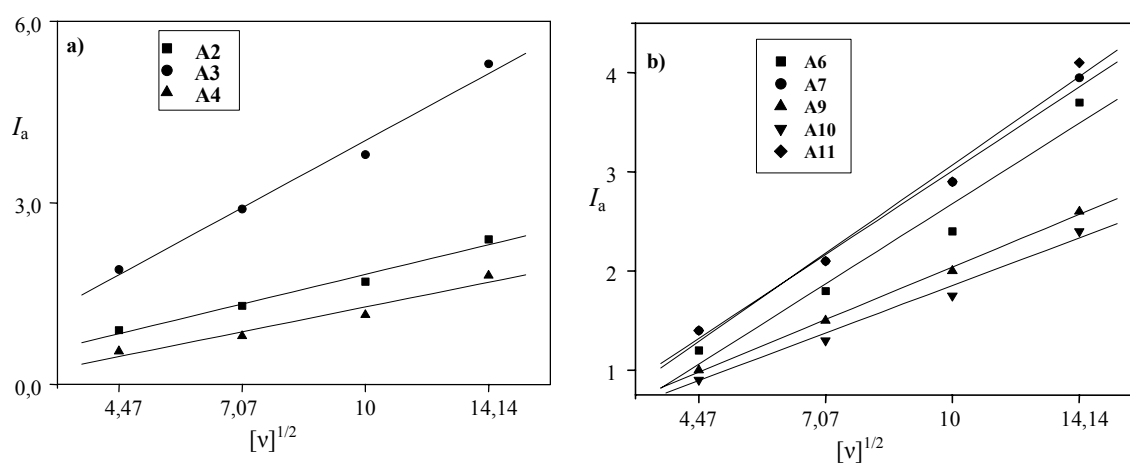 a)
A2
A3
A4
6,0
3,0
0,0
I a
4,47 7,07 10 14,14
[ν]1/2
b)
A6
A7
A9
A10
A11
4
3
2
1
I a
4,47 7,07 10 14,14
[ν]1/2